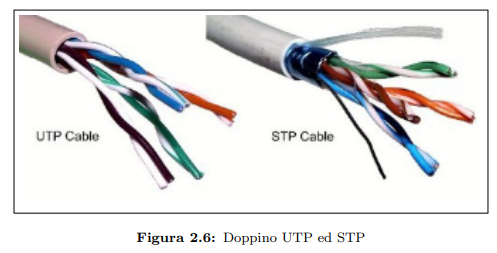 UTP Cable
STP Cable
Figura 2.6: Doppino UTP ed STP